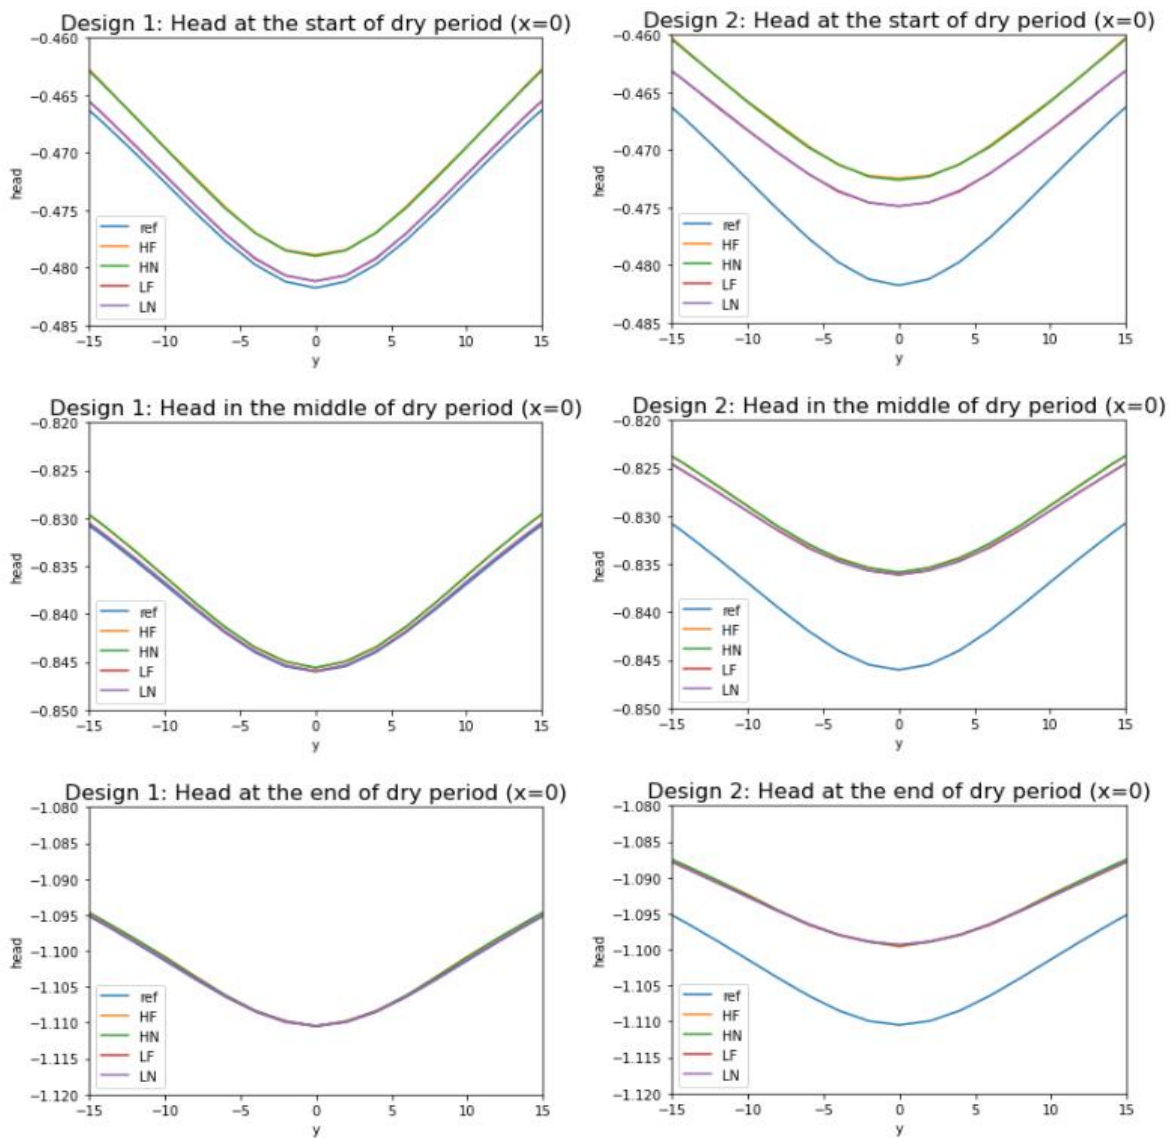 Design 1: Head at the start of dry period (x=0)
−0.460
−0.465
−0.470
−0.475
−0.480
−0.485
head
ref
HF
HN
LF
LN
−15 −10 −5 0 5 10 15
y
Design 2: Head at the start of dry period (x=0)
−0.460
−0.465
−0.470
−0.475
−0.480
−0.485
head
ref
HF
HN
LF
LN
−15 −10 −5 0 5 10 15
y
Design 1: Head in the middle of dry period (x=0)
−0.820
−0.825
−0.830
−0.835
−0.840
−0.845
−0.850
head
ref
HF
HN
LF
LN
−15 −10 −5 0 5 10 15
y
Design 2: Head in the middle of dry period (x=0)
−0.820
−0.825
−0.830
−0.835
−0.840
−0.845
−0.850
head
ref
HF
HN
LF
LN
−15 −10 −5 0 5 10 15
y
Design 1: Head at the end of dry period (x=0)
−1.080
−1.085
−1.090
−1.095
−1.100
−1.105
−1.110
−1.115
−1.120
head
ref
HF
HN
LF
LN
−15 −10 −5 0 5 10 15
y
Design 2: Head at the end of dry period (x=0)
−1.080
−1.085
−1.090
−1.095
−1.100
−1.105
−1.110
−1.115
−1.120
head
ref
HF
HN
LF
LN
−15 −10 −5 0 5 10 15
y